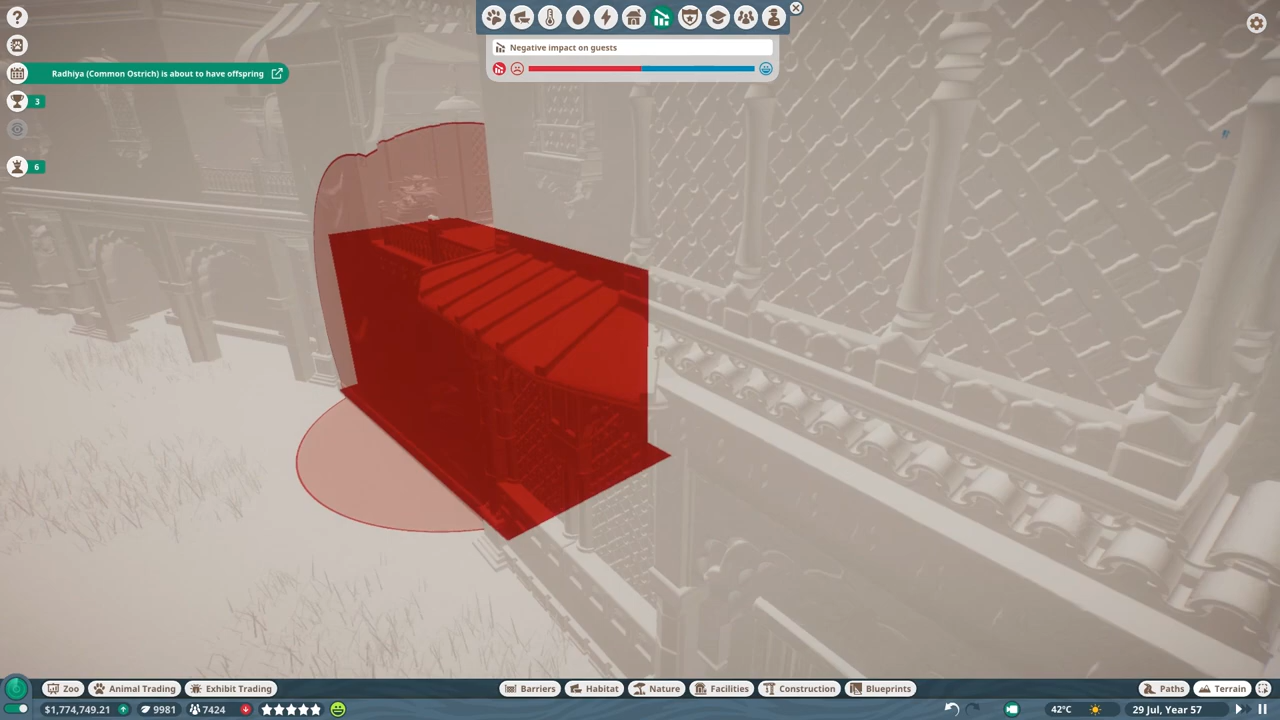 ?
Negative impact on guests
Radhiya (Common Ostrich) is about to have offspring
3
6
Zoo
Animal Trading
Exhibit Trading
Barriers
Habitat
Nature
Facilities
Construction
Blueprints
Paths
Terrain
$1,774,749.21
9981
7424
42°C
29 Jul, Year 57